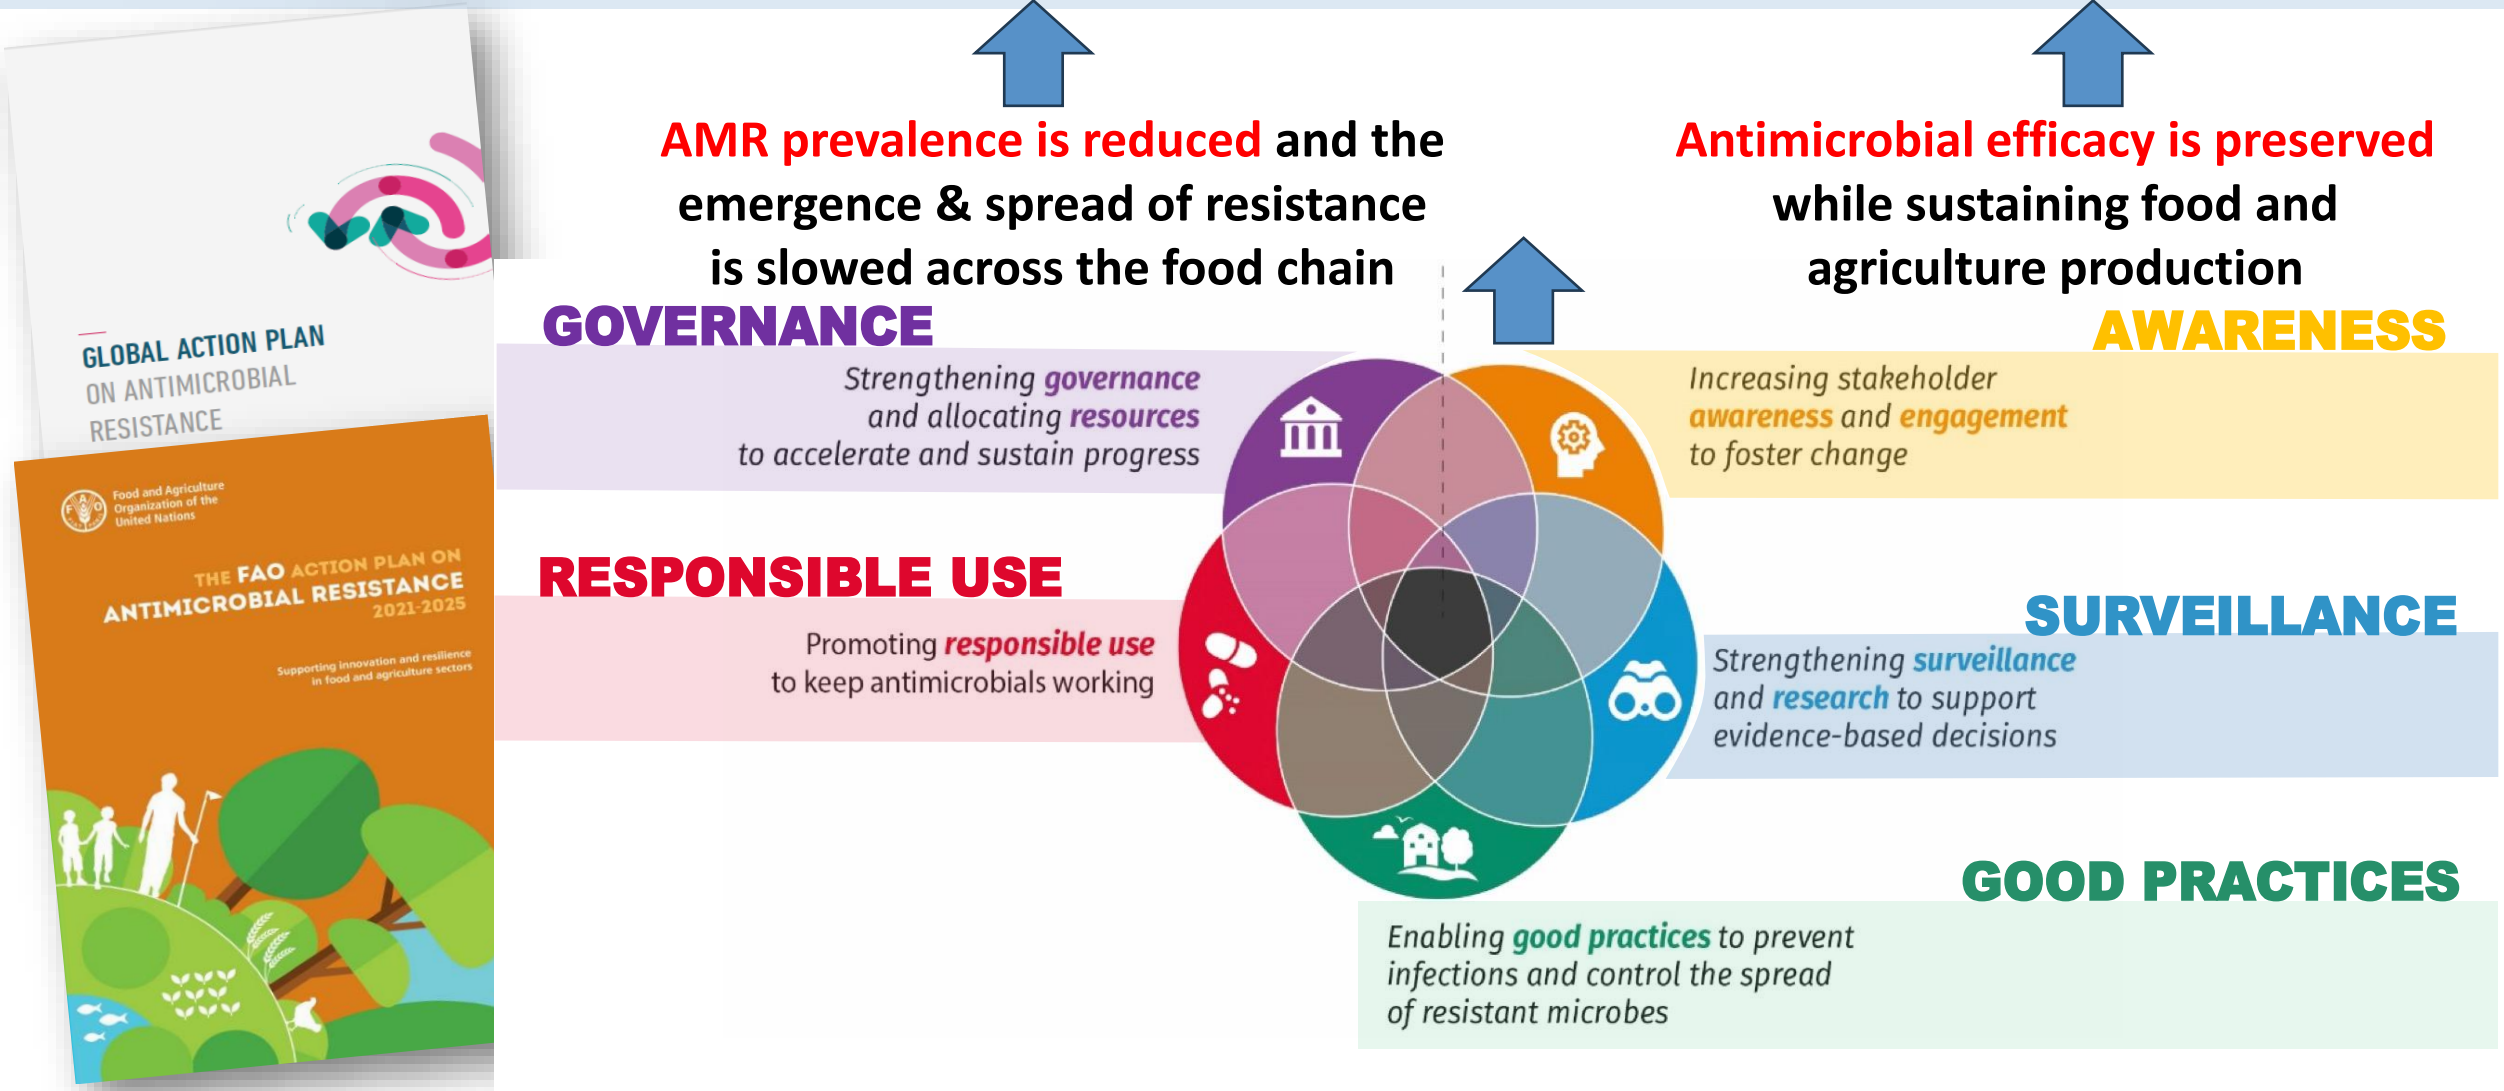 AMR prevalence is reduced and the
emergence & spread of resistance
is slowed across the food chain
Antimicrobial efficacy is preserved
while sustaining food and
agriculture production
GLOBAL ACTION PLAN
ON ANTIMICROBIAL
RESISTANCE
Food and Agriculture
Organization of the
United Nations
THE FAO ACTION PLAN ON
ANTIMICROBIAL RESISTANCE
2021-2025
Supporting innovation and resilience
in food and agriculture sectors
GOVERNANCE
Strengthening governance
and allocating resources
to accelerate and sustain progress
AWARENESS
Increasing stakeholder
awareness and engagement
to foster change
RESPONSIBLE USE
Promoting responsible use
to keep antimicrobials working
SURVEILLANCE
Strengthening surveillance
and research to support
evidence-based decisions
GOOD PRACTICES
Enabling good practices to prevent
infections and control the spread
of resistant microbes